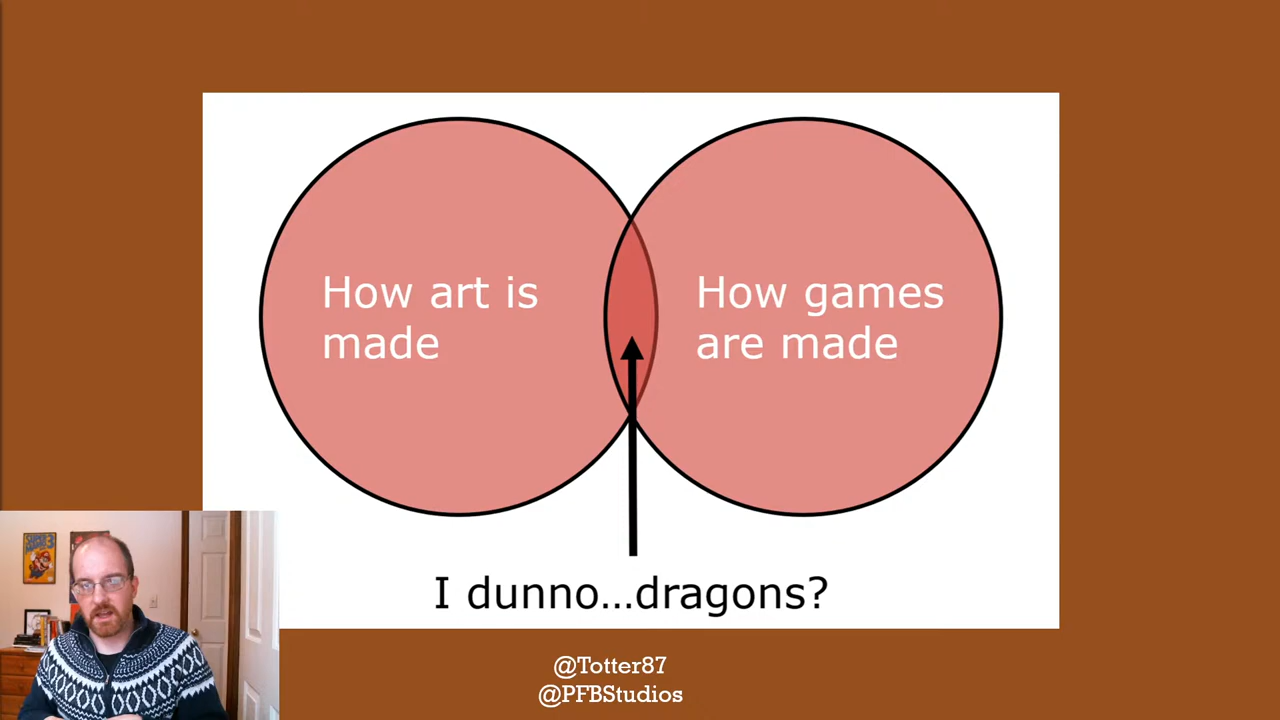 How art is
made
How games
are made
I dunno...dragons?
@Totter87
@PFBStudios